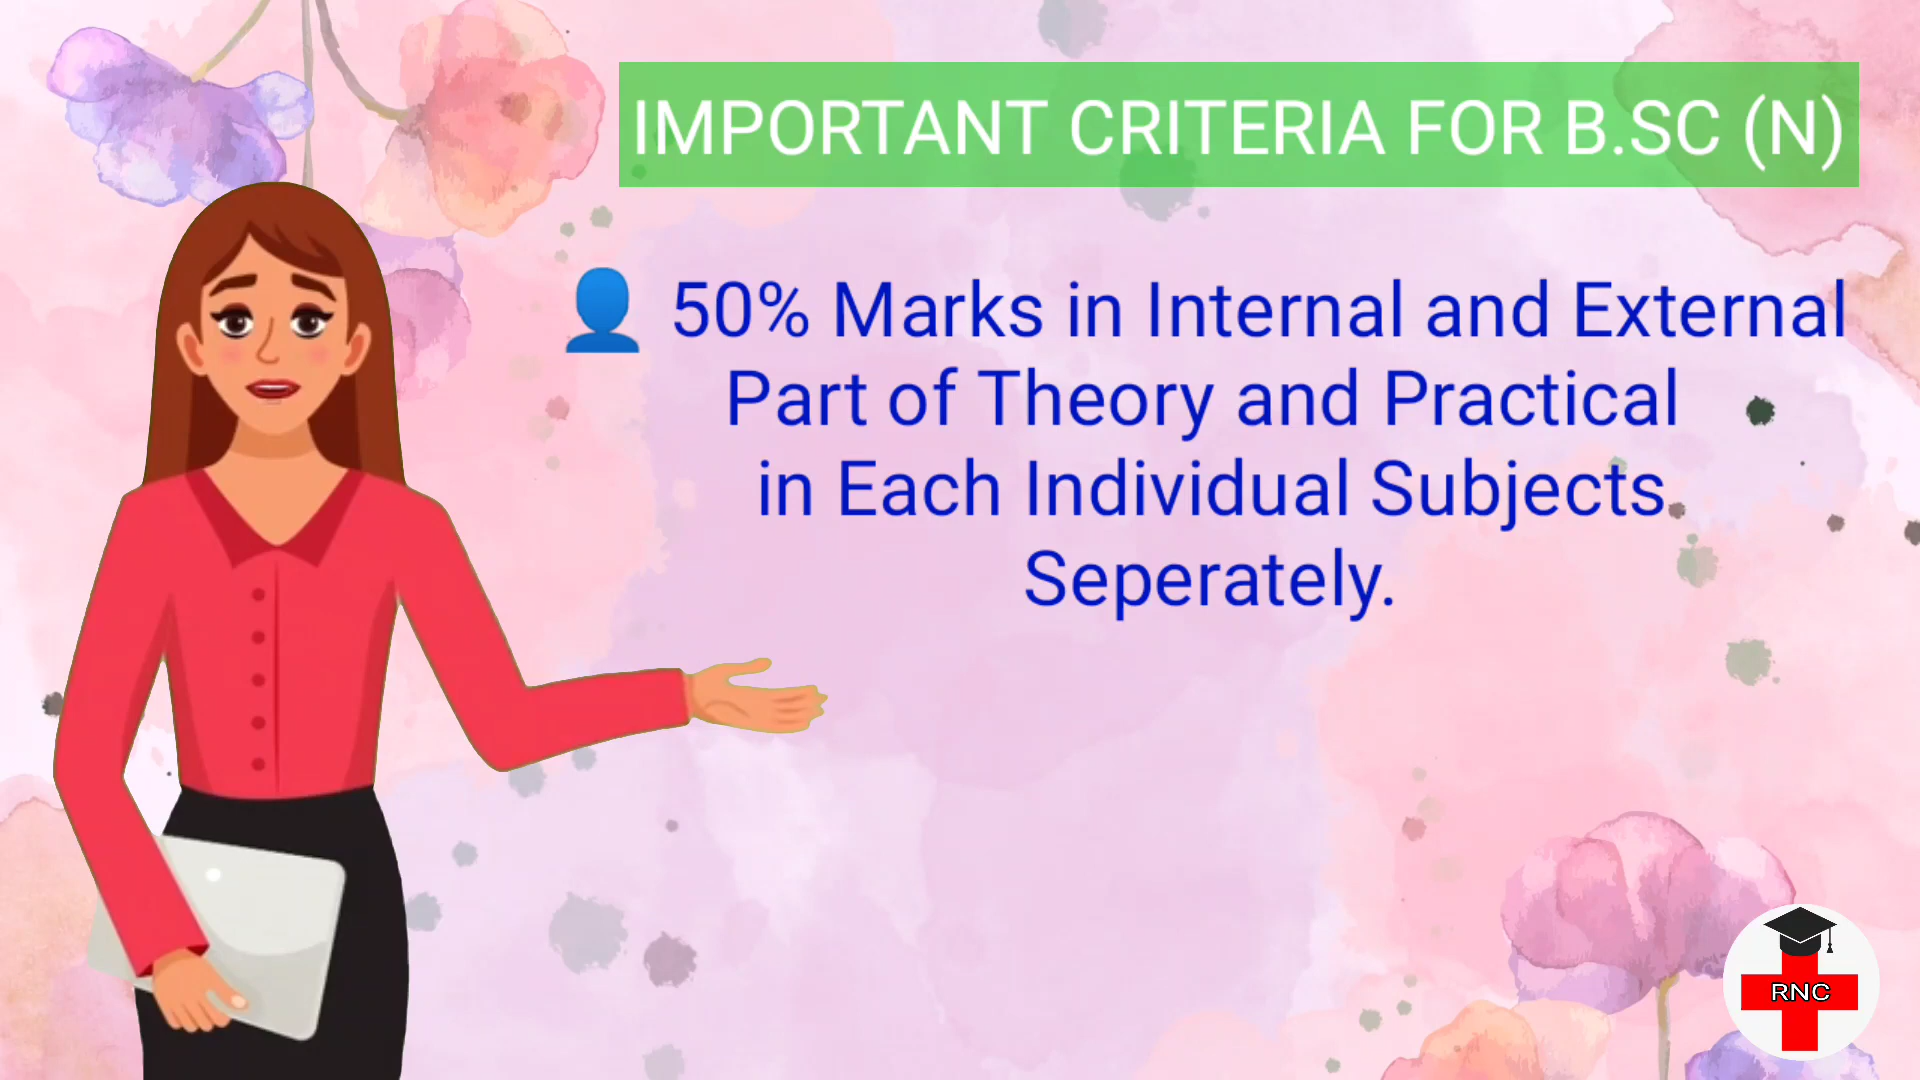 IMPORTANT CRITERIA FOR B.SC (N)
50% Marks in Internal and External
Part of Theory and Practical
in Each Individual Subjects
Seperately.
RNC